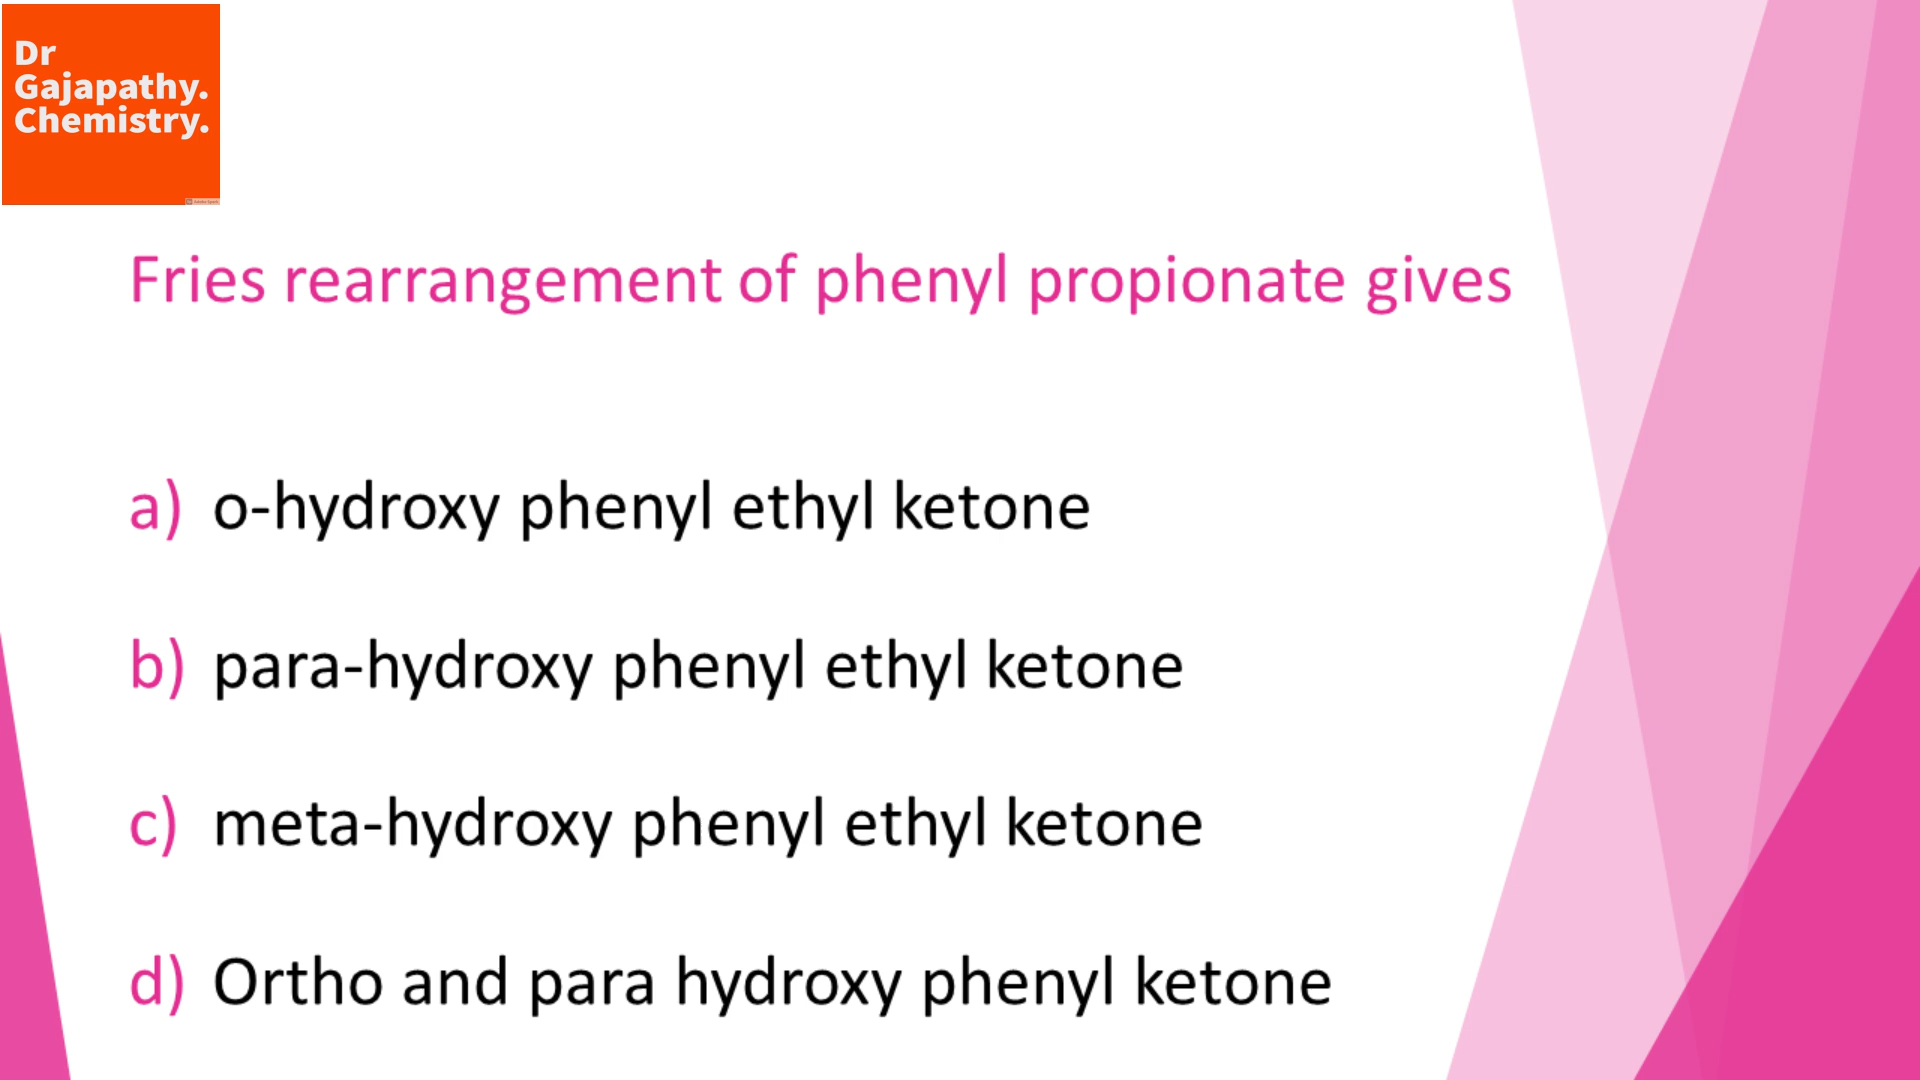 Dr
Gajapathy.
Chemistry.
Fries rearrangement of phenyl propionate gives
a) o-hydroxy phenyl ethyl ketone
b) para-hydroxy phenyl ethyl ketone
c) meta-hydroxy phenyl ethyl ketone
d) Ortho and para hydroxy phenyl ketone